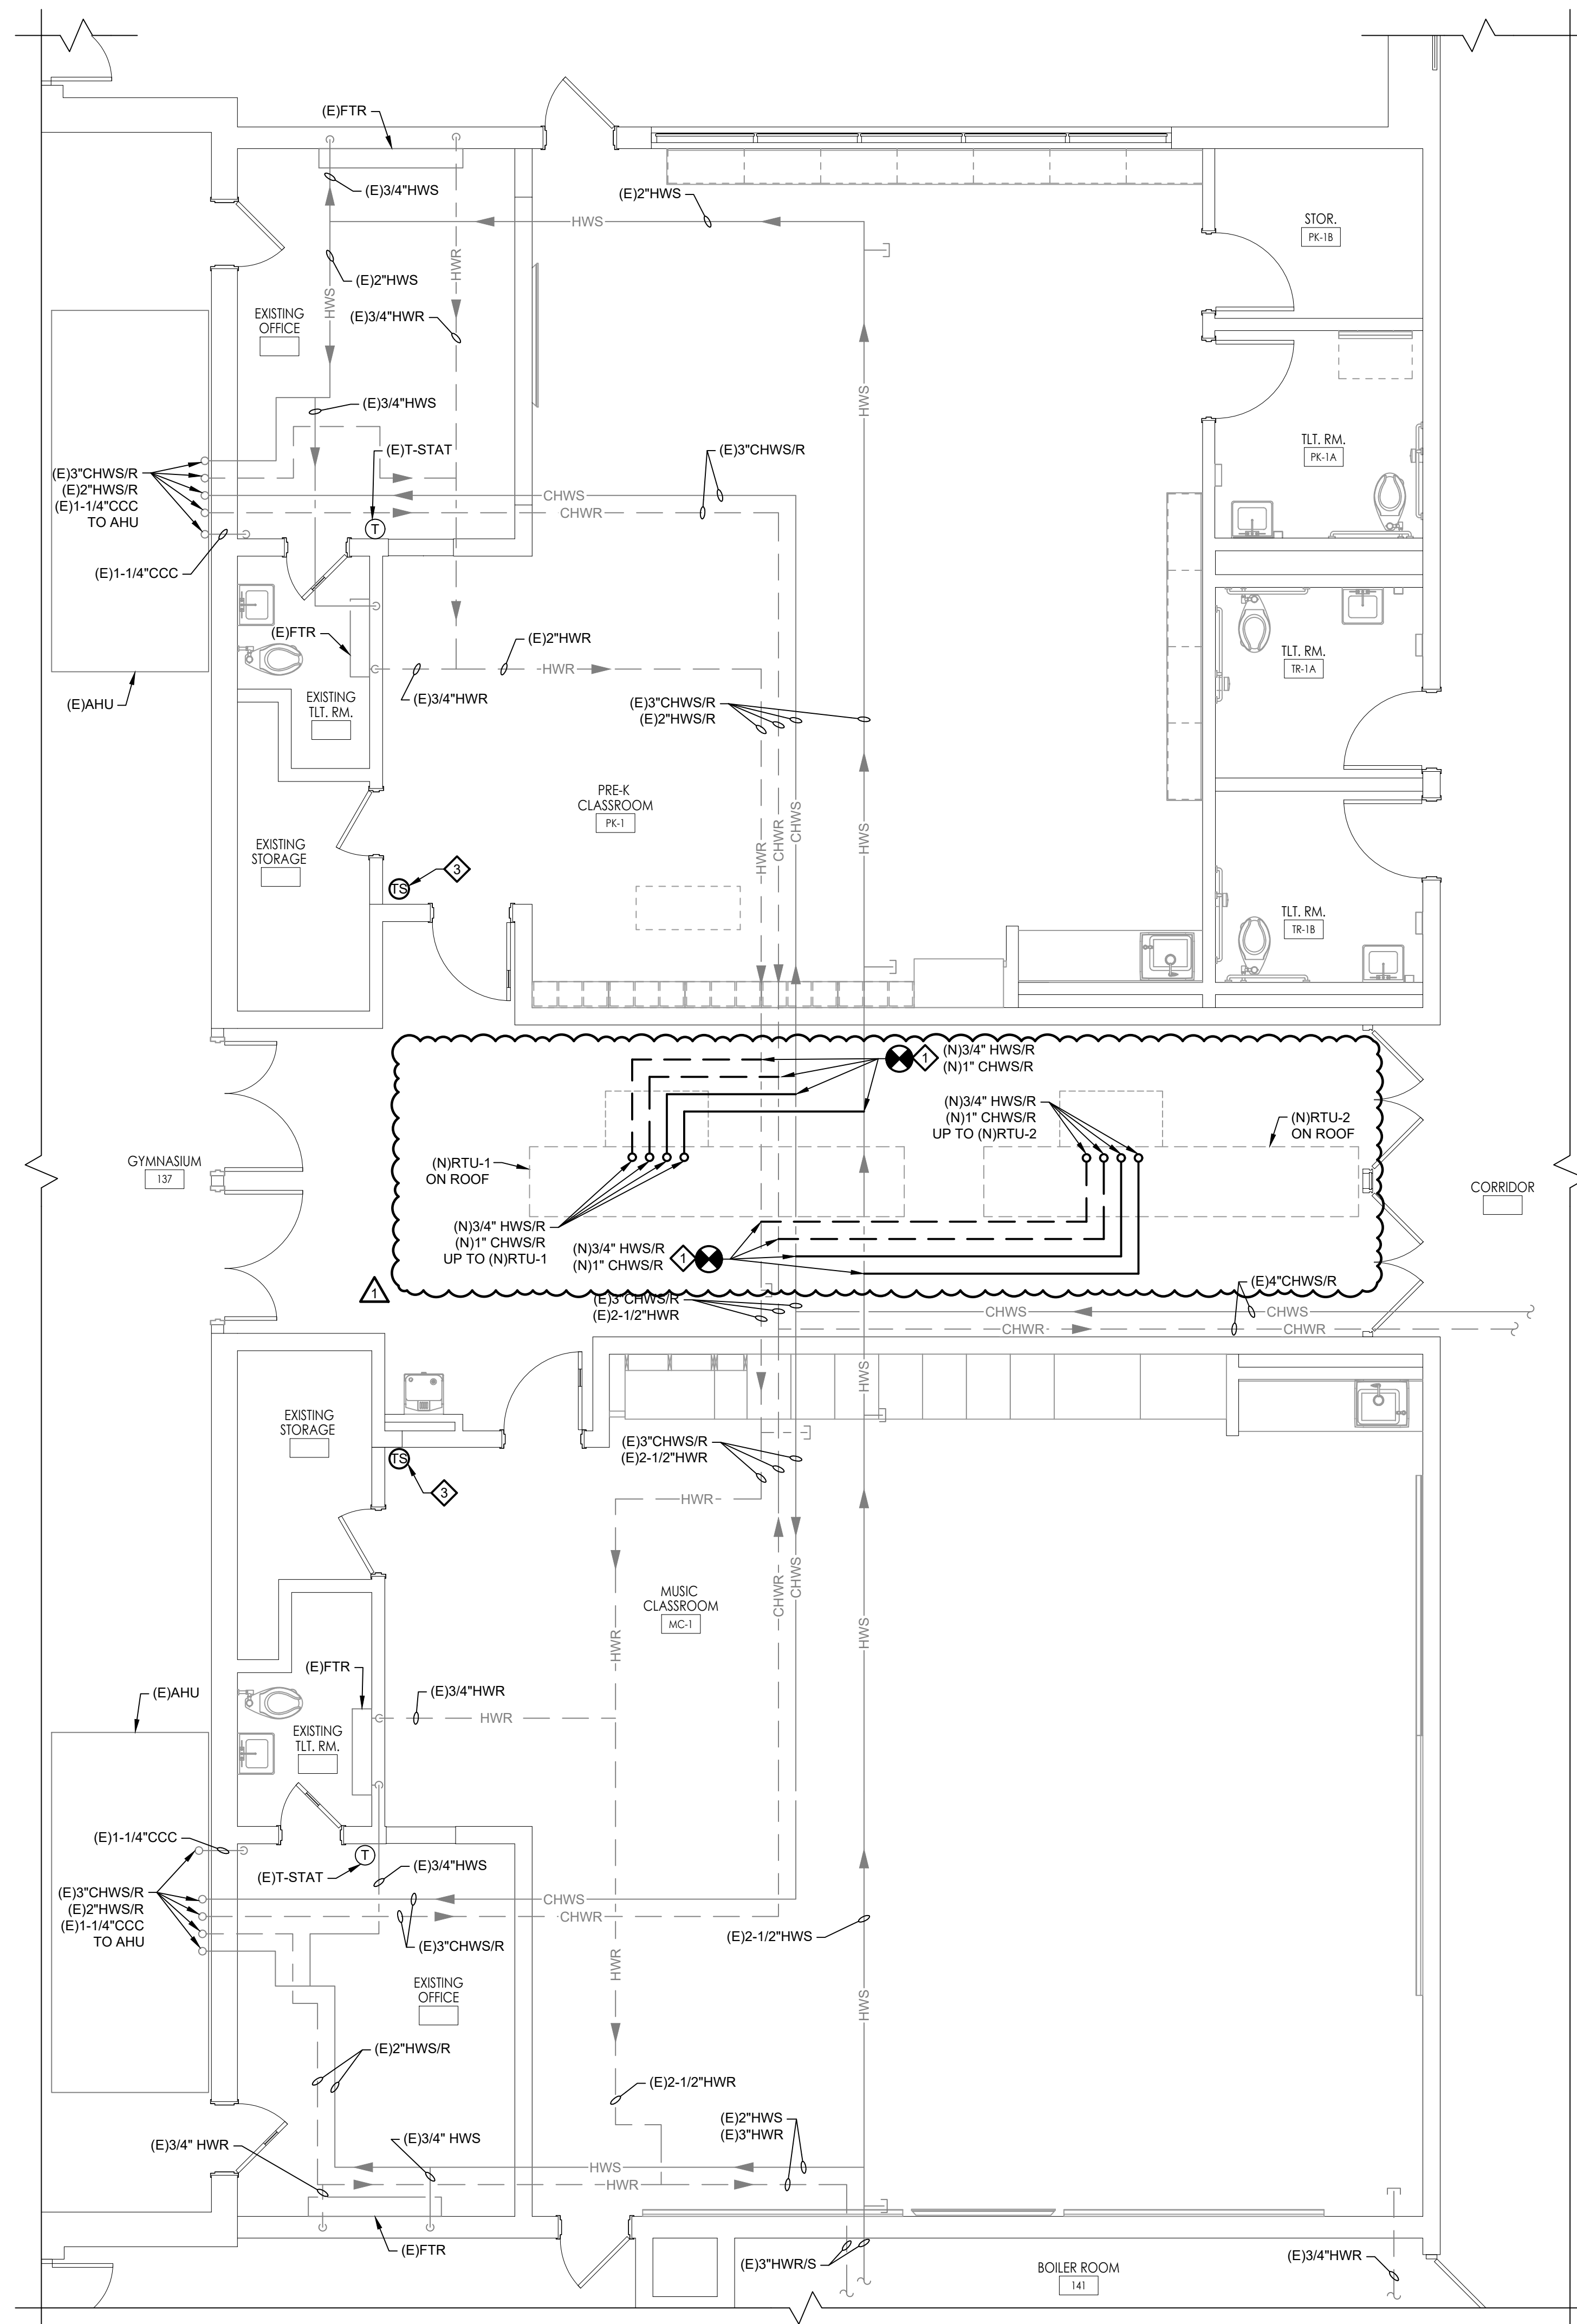 (E)FTR
(E)3/4"HWS
(E)2"HWS
HWS
HWR
STOR.
PK-1B
(E)2"HWS
HWS
(E)3/4"HWR
EXISTING
OFFICE
(E)3/4"HWS
HWS
TLT. RM.
PK-1A
(E)T-STAT
(E)3"CHWS/R
(E)3"CHWS/R
(E)2"HWS/R
(E)1-1/4"CCC
TO AHU
CHWS
CHWR
T
(E)1-1/4"CCC
(E)FTR
(E)2"HWR
HWR
TLT. RM.
TR-1A
EXISTING
TLT. RM.
(E)3/4"HWR
(E)AHU
(E)3"CHWS/R
(E)2"HWS/R
PRE-K
CLASSROOM
PK-1
HWR
CHWR
CHWS
HWS
EXISTING
STORAGE
TS
3
TLT. RM.
TR-1B
1
(N)3/4" HWS/R
(N)1" CHWS/R
(N)3/4" HWS/R
(N)1" CHWS/R
UP TO (N)RTU-2
(N)RTU-2
ON ROOF
GYMNASIUM
137
(N)RTU-1
ON ROOF
CORRIDOR
(N)3/4" HWS/R
(N)1" CHWS/R
UP TO (N)RTU-1
(N)3/4" HWS/R
(N)1" CHWS/R
1
1
(E)3"CHWS/R
(E)2-1/2"HWR
(E)4"CHWS/R
CHWS
CHWS
CHWR
CHWR
HWS
EXISTING
STORAGE
TS
3
(E)3"CHWS/R
(E)2-1/2"HWR
HWR
MUSIC
CLASSROOM
MC-1
CHWR
CHWS
HWR
HWS
(E)FTR
(E)AHU
(E)3/4"HWR
HWR
EXISTING
TLT. RM.
(E)1-1/4"CCC
(E)T-STAT
T
(E)3/4"HWS
(E)3"CHWS/R
(E)2"HWS/R
(E)1-1/4"CCC
TO AHU
CHWS
CHWR
(E)3"CHWS/R
(E)2-1/2"HWS
HWR
HWS
EXISTING
OFFICE
(E)2"HWS/R
(E)2-1/2"HWR
(E)2"HWS
(E)3"HWR
(E)3/4" HWR
(E)3/4" HWS
HWS
HWR
(E)FTR
(E)3"HWR/S
BOILER ROOM
141
(E)3/4"HWR